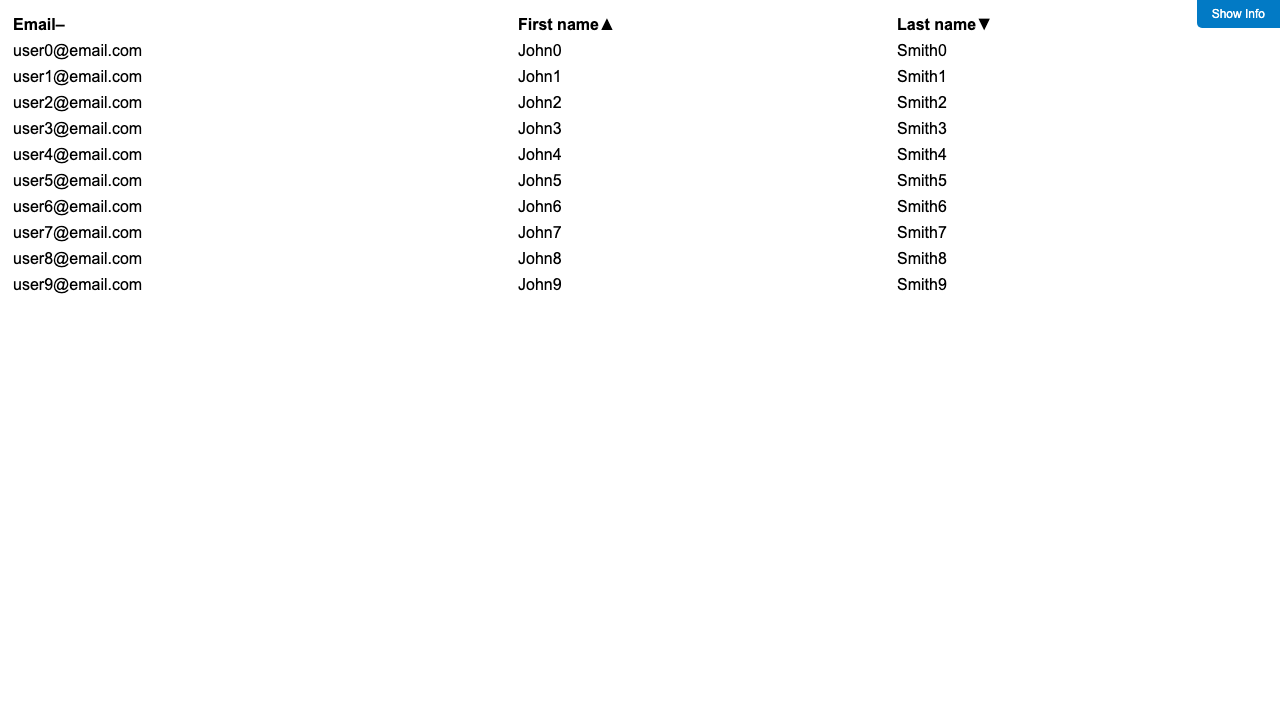 Email– First name▲ Last name▼ Show Info
user0@email.com John0 Smith0
user1@email.com John1 Smith1
user2@email.com John2 Smith2
user3@email.com John3 Smith3
user4@email.com John4 Smith4
user5@email.com John5 Smith5
user6@email.com John6 Smith6
user7@email.com John7 Smith7
user8@email.com John8 Smith8
user9@email.com John9 Smith9